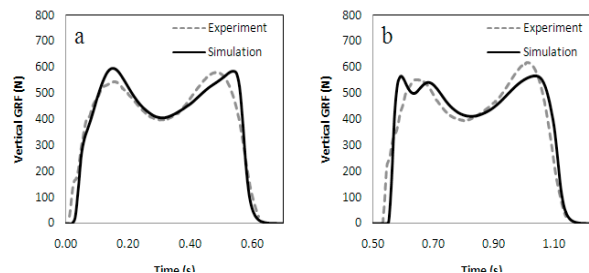 a
Experiment
Simulation
Vertical GRF (N)
800
700
600
500
400
300
200
100
0
0.00 0.20 0.40 0.60
Time (s)
b
Experiment
Simulation
Vertical GRF (N)
800
700
600
500
400
300
200
100
0
0.50 0.70 0.90 1.10
Time (s)